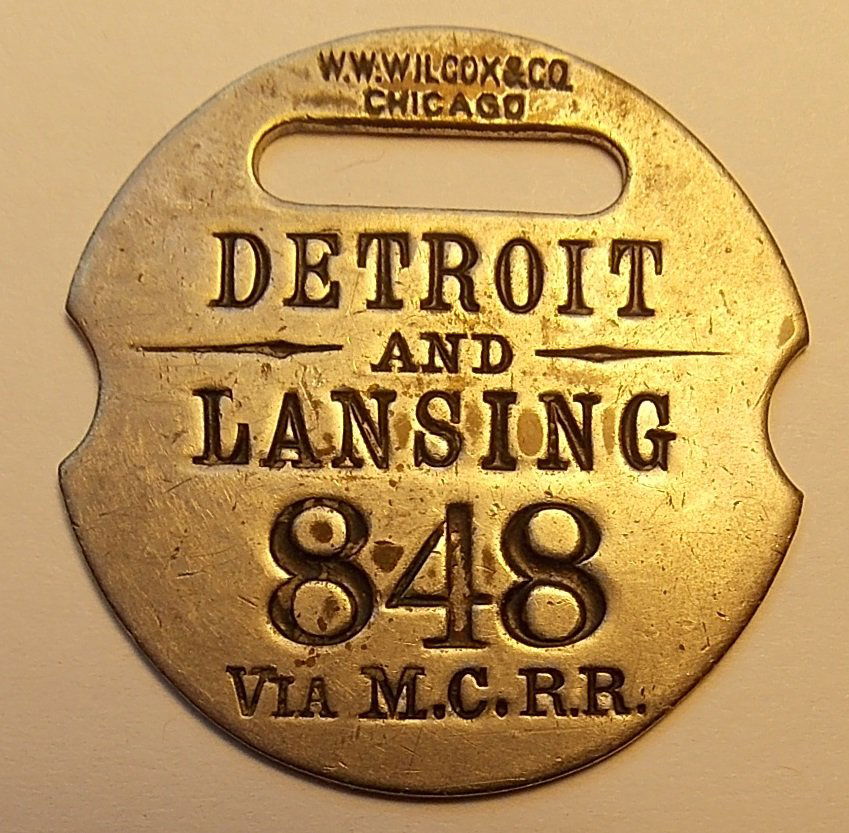 W.W.WILCOX&CO.
CHICAGO
DETROIT
AND
LANSING
848
VIA M.C.R.R.